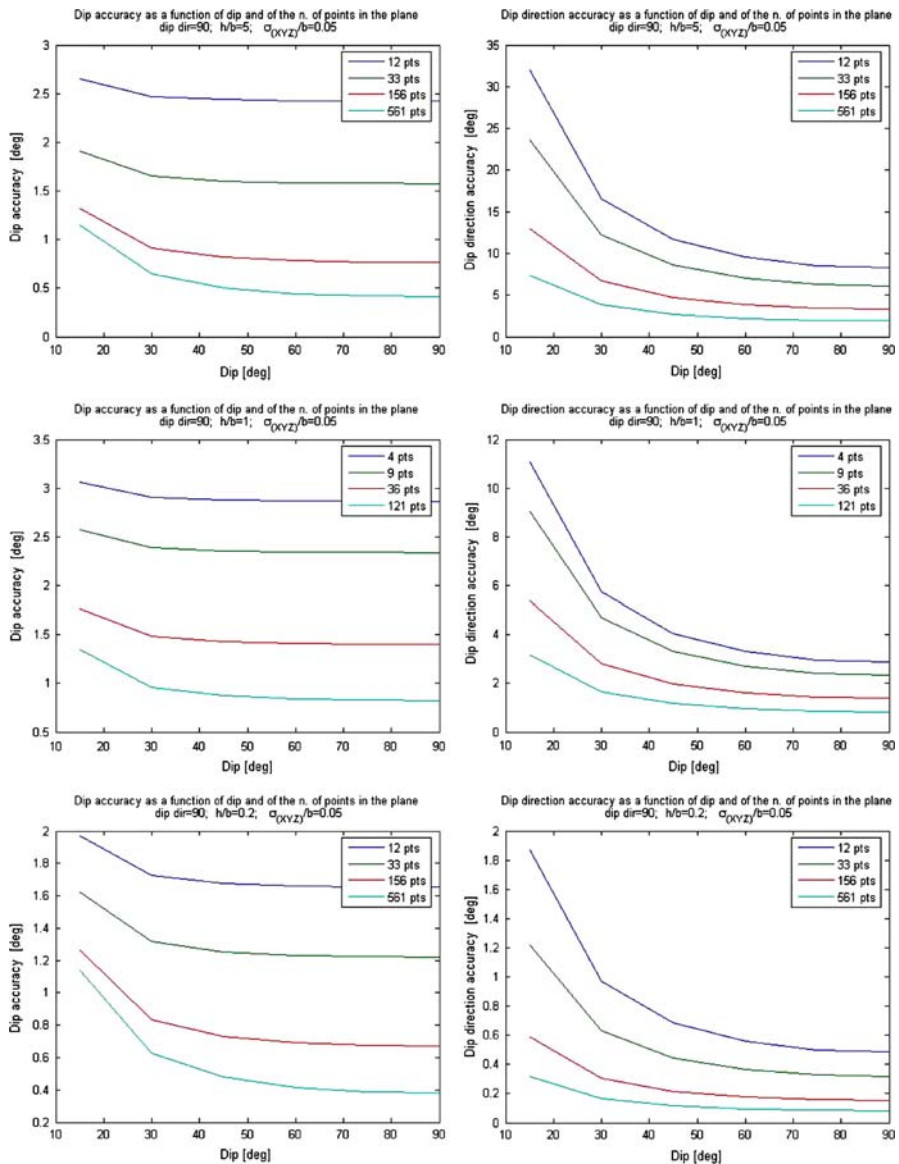 Dip accuracy as a function of dip and of the n. of points in the plane
dip dir=90; h/b=5; σ(XYZ)/b=0.05
3
2.5
2
1.5
1
0.5
0
Dip accuracy [deg]
12 pts
33 pts
156 pts
561 pts
10 20 30 40 50 60 70 80 90
Dip [deg]
Dip accuracy as a function of dip and of the n. of points in the plane
dip dir=90; h/b=5; σ(XYZ)/b=0.05
35
30
25
20
15
10
5
0
Dip direction accuracy [deg]
12 pts
33 pts
156 pts
561 pts
10 20 30 40 50 60 70 80 90
Dip [deg]
Dip accuracy as a function of dip and of the n. of points in the plane
dip dir=90; h/b=1; σ(XYZ)/b=0.05
3.5
3
2.5
2
1.5
1
0.5
Dip accuracy [deg]
4 pts
9 pts
36 pts
121 pts
10 20 30 40 50 60 70 80 90
Dip [deg]
Dip direction accuracy as a function of dip and of the n. of points in the plane
dip dir=90; h/b=1; σ(XYZ)/b=0.05
12
10
8
6
4
2
0
Dip direction accuracy [deg]
4 pts
9 pts
36 pts
121 pts
10 20 30 40 50 60 70 80 90
Dip [deg]
Dip accuracy as a function of dip and of the n. of points in the plane
dip dir=90; h/b=0.2; σ(XYZ)/b=0.05
2
1.8
1.6
1.4
1.2
1
0.8
0.6
0.4
0.2
Dip accuracy [deg]
12 pts
33 pts
156 pts
561 pts
10 20 30 40 50 60 70 80 90
Dip [deg]
Dip direction accuracy as a function of dip and of the n. of points in the plane
dip dir=90; h/b=0.2; σ(XYZ)/b=0.05
2
1.8
1.6
1.4
1.2
1
0.8
0.6
0.4
0.2
0
Dip direction accuracy [deg]
12 pts
33 pts
156 pts
561 pts
10 20 30 40 50 60 70 80 90
Dip [deg]